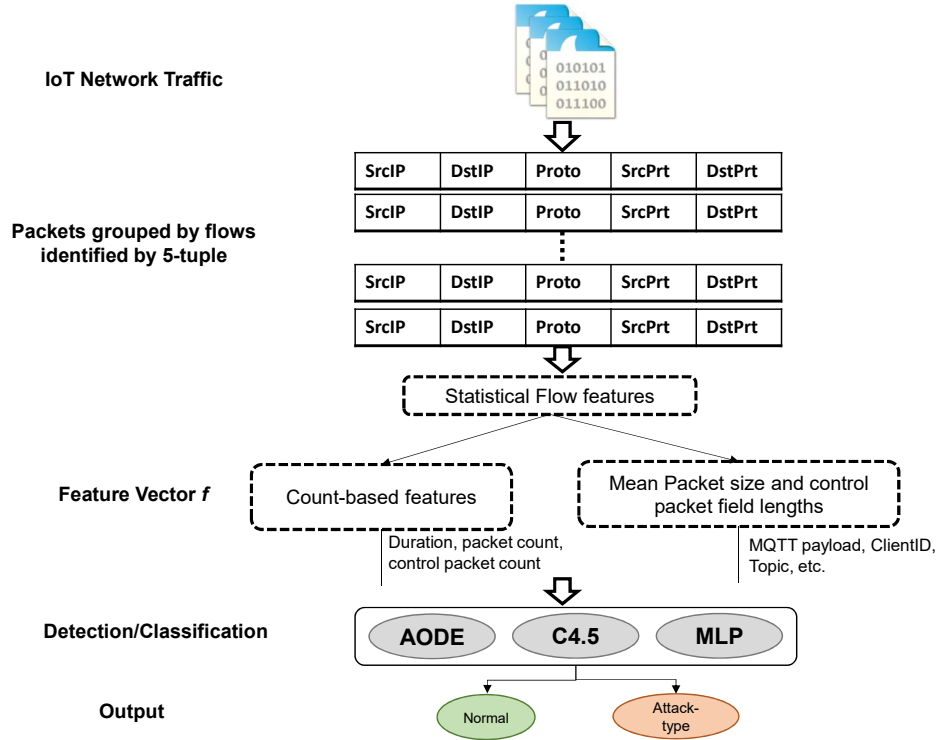 IoT Network Traffic
010101
011010
011100
SrcIP DstIP Proto SrcPrt DstPrt
SrcIP DstIP Proto SrcPrt DstPrt
Packets grouped by flows
identified by 5-tuple
SrcIP DstIP Proto SrcPrt DstPrt
SrcIP DstIP Proto SrcPrt DstPrt
Statistical Flow features
Feature Vector f
Count-based features
Mean Packet size and control
packet field lengths
Duration, packet count,
control packet count
MQTT payload, ClientID,
Topic, etc.
Detection/Classification
AODE C4.5 MLP
Output
Normal
Attack-
type